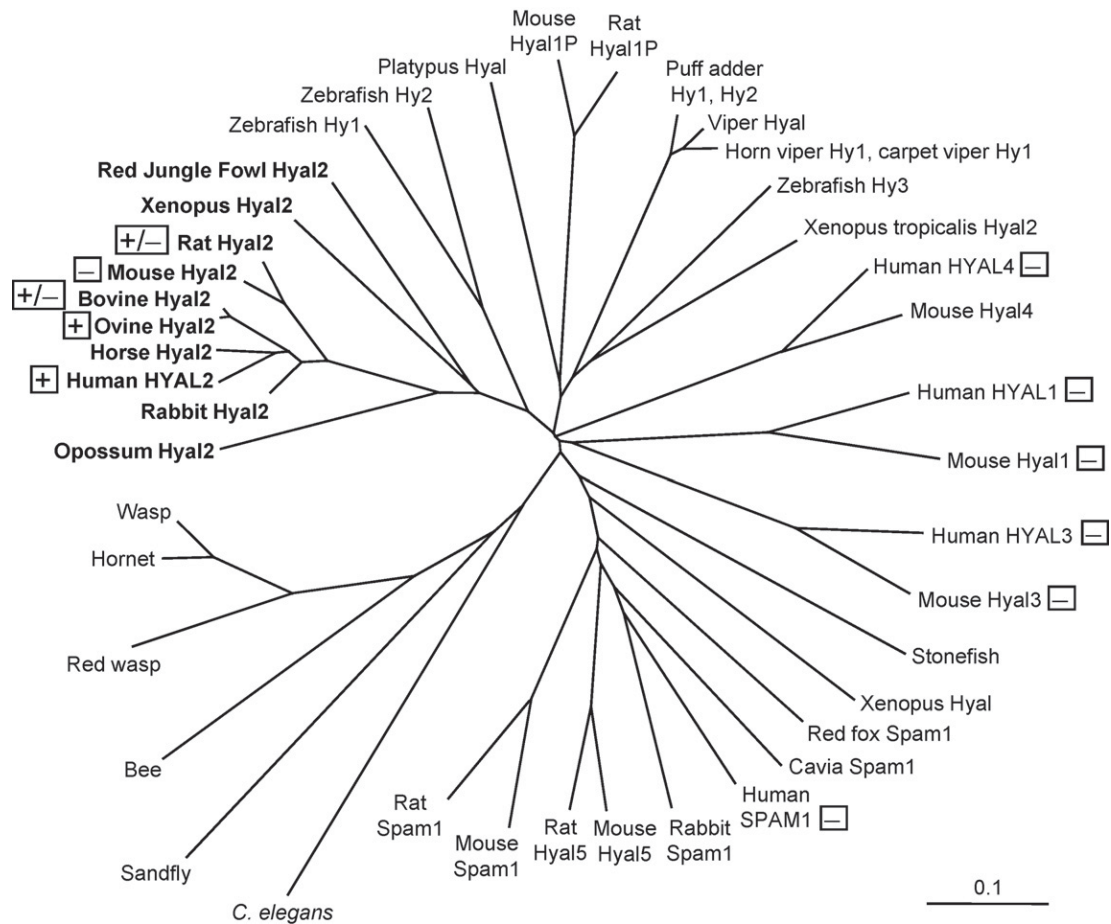 Mouse
Hyal1P
Rat
Hyal1P
Platypus Hyal
Puff adder
Hy1, Hy2
Zebrafish Hy2
Viper Hyal
Zebrafish Hy1
Horn viper Hy1, carpet viper Hy1
Red Jungle Fowl Hyal2
Zebrafish Hy3
Xenopus Hyal2
Xenopus tropicalis Hyal2
+/− Rat Hyal2
Human HYAL4 −
− Mouse Hyal2
+/− Bovine Hyal2
Mouse Hyal4
+ Ovine Hyal2
Horse Hyal2
+ Human HYAL2
Human HYAL1 −
Rabbit Hyal2
Opossum Hyal2
Mouse Hyal1 −
Wasp
Human HYAL3 −
Hornet
Mouse Hyal3 −
Red wasp
Stonefish
Xenopus Hyal
Red fox Spam1
Bee
Cavia Spam1
Human
SPAM1 −
Rat
Spam1
Mouse
Spam1
Rat
Hyal5
Mouse
Hyal5
Rabbit
Spam1
Sandfly
C. elegans
0.1